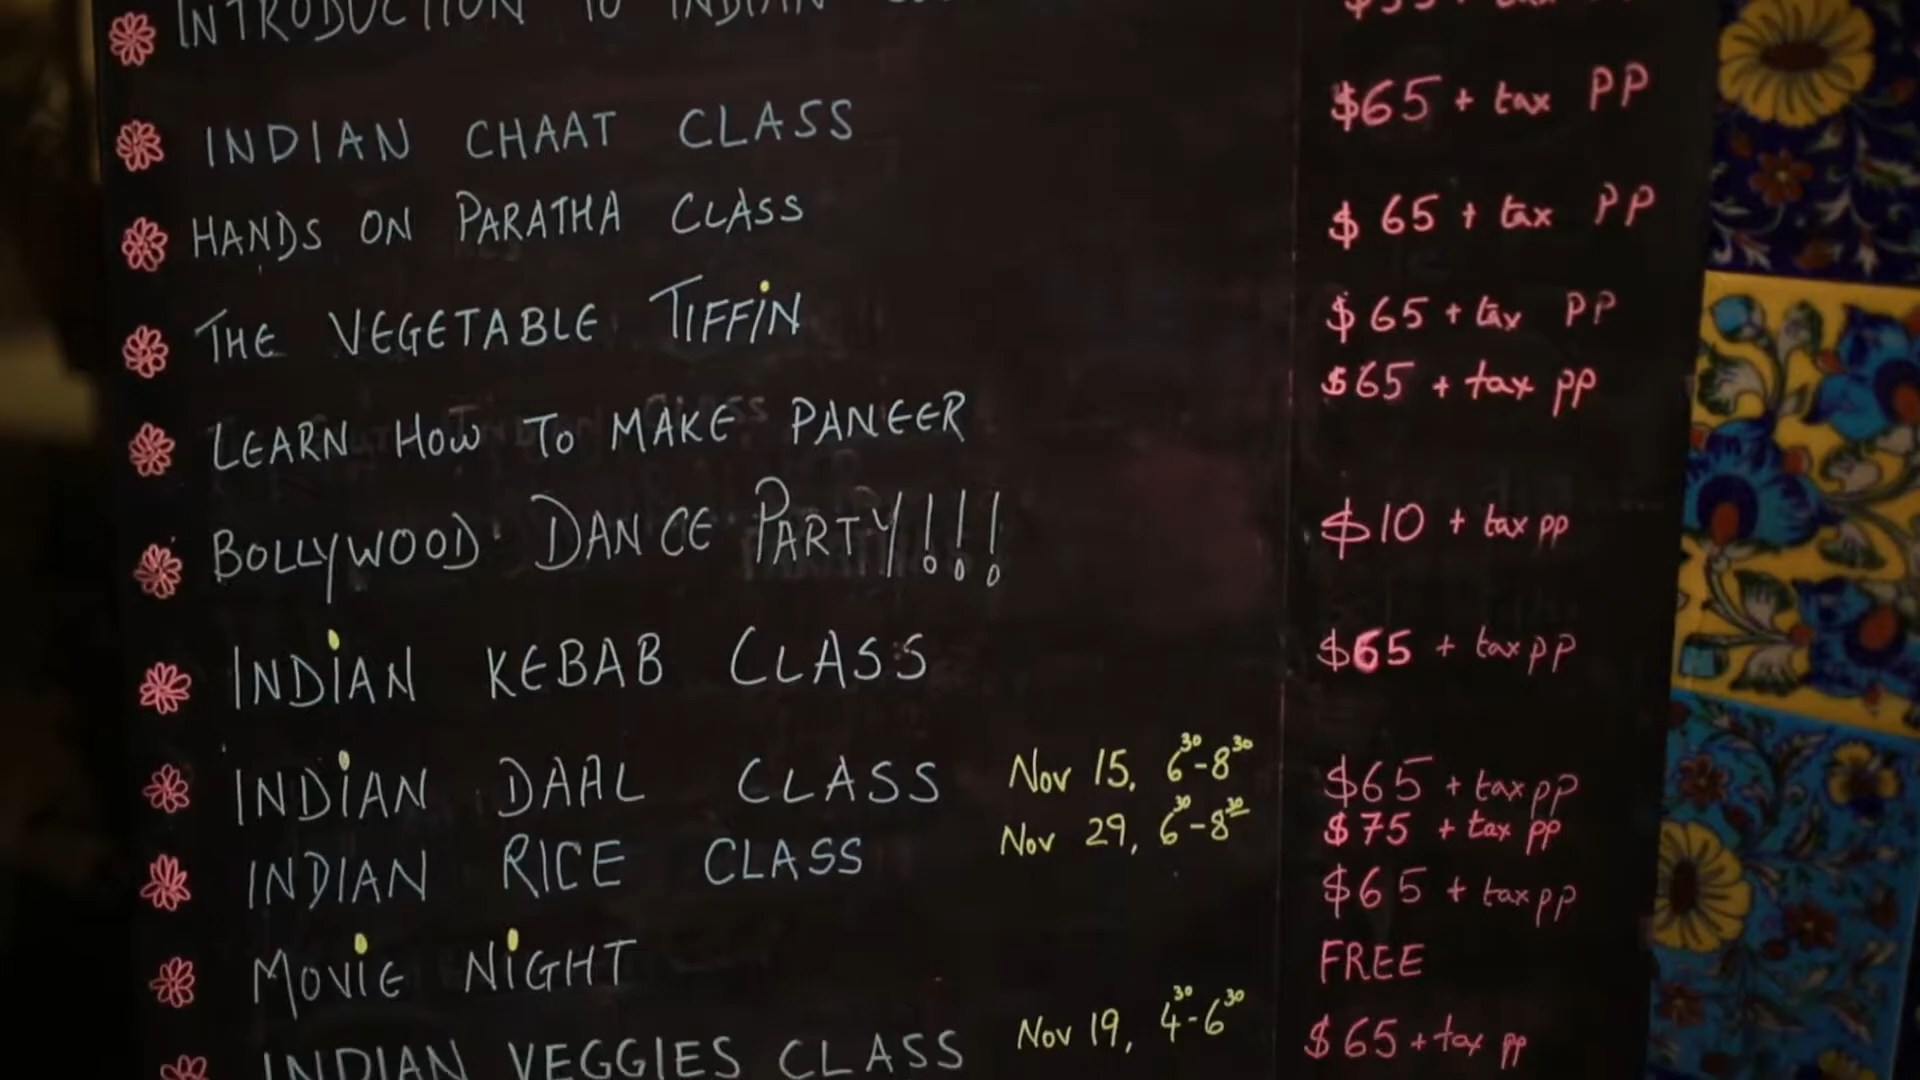 INTRODUCTION TO INDIAN
INDIAN CHAAT CLASS $65 + tax PP
HANDS ON PARATHA CLASS $65 + tax PP
THE VEGETABLE TIFFIN $65 + tax PP
LEARN HOW TO MAKE PANEER $65 + tax pp
BOLLYWOOD DANCE PARTY!!! $10 + tax pp
INDIAN KEBAB CLASS $65 + tax pp
INDIAN DAAL CLASS Nov 15, 6³⁰-8³⁰ $65 + tax pp
Nov 29, 6³⁰-8³⁰ $75 + tax pp
INDIAN RICE CLASS $65 + tax pp
MOVIE NIGHT FREE
INDIAN VEGGIES CLASS Nov 19, 4³⁰-6³⁰ $65 + tax pp